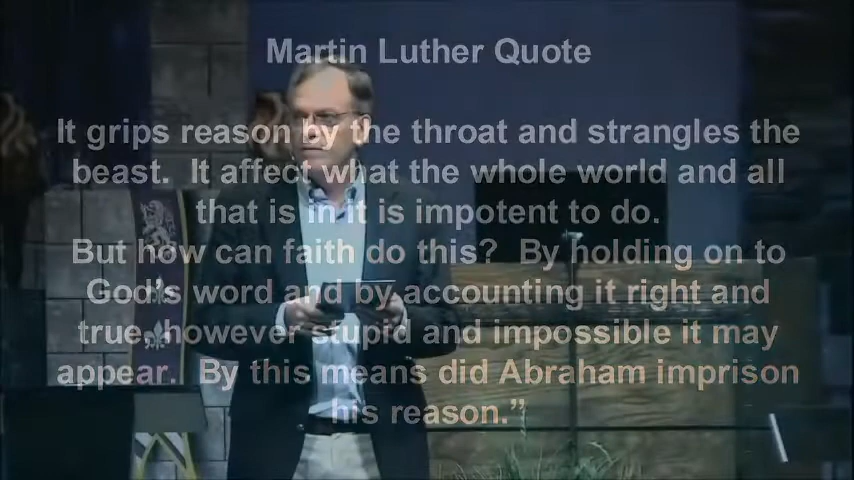 Martin Luther Quote
It grips reason by the throat and strangles the
beast. It affect what the whole world and all
that is in it is impotent to do.
But how can faith do this? By holding on to
God's word and by accounting it right and
true, however stupid and impossible it may
appear. By this means did Abraham imprison
his reason.”